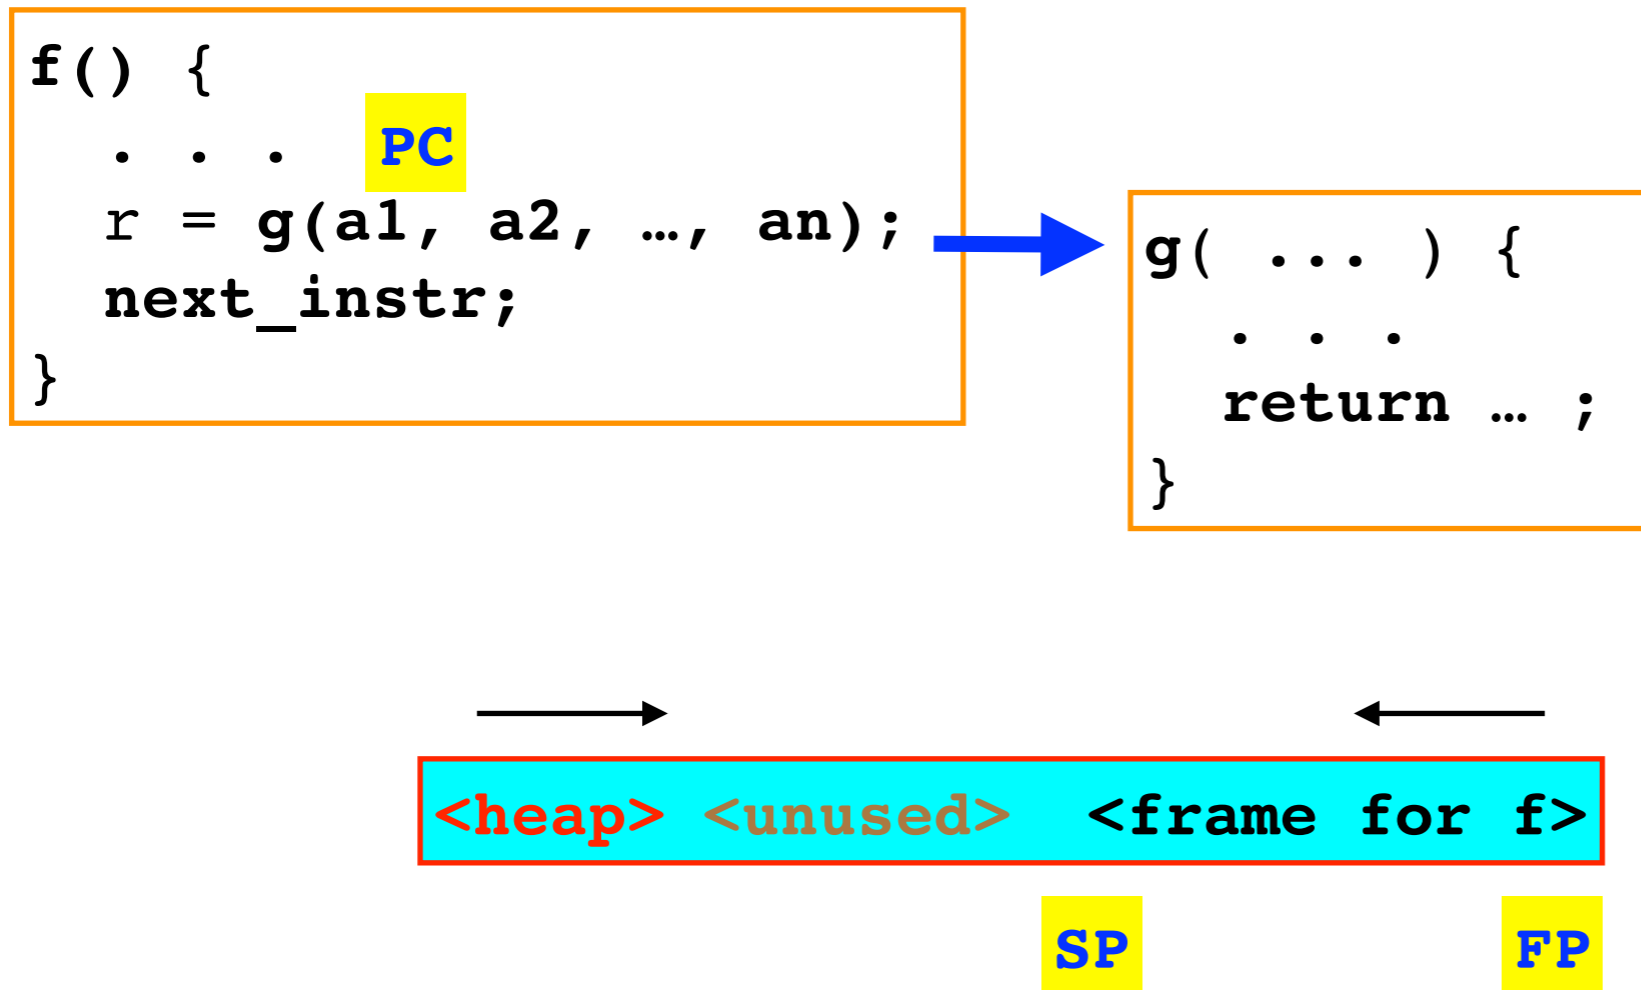 f() {
. . . PC
r = g(a1, a2, …, an);
next_instr;
}
g( ... ) {
. . .
return … ;
}
<heap> <unused> <frame for f>
SP FP